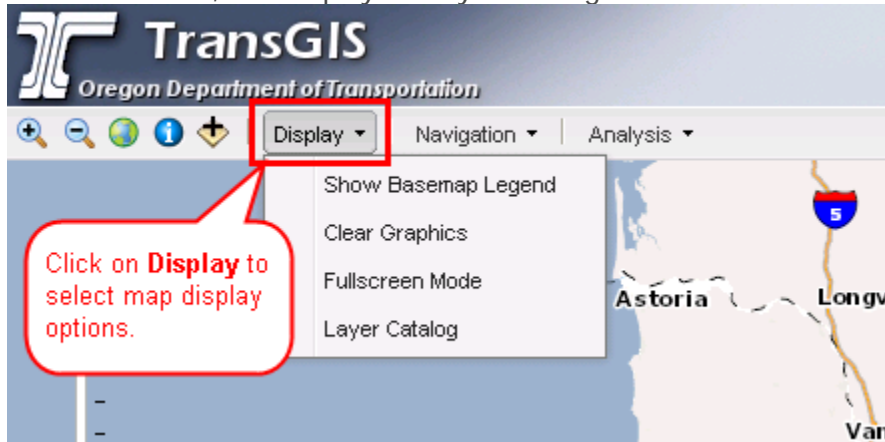 TransGIS
Oregon Department of Transportation
Display Navigation Analysis
Show Basemap Legend
Clear Graphics
Fullscreen Mode
Layer Catalog
Click on Display to
select map display
options.
5
Astoria